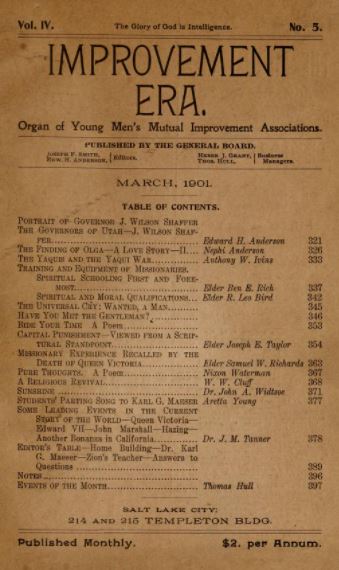 Vol. IV. The Glory of God is Intelligence. No. 5.
IMPROVEMENT
ERA.
Organ of Young Men's Mutual Improvement Associations.
PUBLISHED BY THE GENERAL BOARD.
JOSEPH F. SMITH, EDW. H. ANDERSON, } Editors. HEBER J. GRANT, THOS. HULL, } Business Managers.
MARCH, 1901.
TABLE OF CONTENTS.
PORTRAIT OF GOVERNOR J. WILSON SHAFFER
THE GOVERNORS OF UTAH—J. WILSON SHAF-
FER Edward H. Anderson 321
THE FINDING OF OLGA—A LOVE STORY—II. Nephi Anderson 326
THE YAQUIS AND THE YAQUI WAR Anthony W. Ivins 333
TRAINING AND EQUIPMENT OF MISSIONARIES.
SPIRITUAL SCHOOLING FIRST AND FORE-
MOST Elder Ben E. Rich 337
SPIRITUAL AND MORAL QUALIFICATIONS Elder R. Leo Bird 342
THE UNIVERSAL CRY: WANTED, A MAN 345
HAVE YOU MET THE GENTLEMAN? 346
BIDE YOUR TIME A Poem 353
CAPITAL PUNISHMENT—VIEWED FROM A SCRIP-
TURAL STANDPOINT Elder Joseph E. Taylor 354
MISSIONARY EXPERIENCE RECALLED BY THE
DEATH OF QUEEN VICTORIA Elder Samuel W. Richards 363
PURE THOUGHTS. A Poem Nixon Waterman 367
A RELIGIOUS REVIVAL W. W. Cluff 368
SUNSHINE Dr. John A. Widtsoe 371
STUDENTS' PARTING SONG TO KARL G. MAESER Aretta Young 377
SOME LEADING EVENTS IN THE CURRENT
STORY OF THE WORLD—Queen Victoria—
Edward VII—John Marshall—Hazing—
Another Bonanza in California Dr. J. M. Tanner 378
EDITOR'S TABLE—Home Building—Dr. Karl
G. Maeser—Zion's Teacher—Answers to
Questions 389
NOTES 396
EVENTS OF THE MONTH Thomas Hull 397
SALT LAKE CITY:
214 AND 215 TEMPLETON BLDG.
Published Monthly. $2. per Annum.